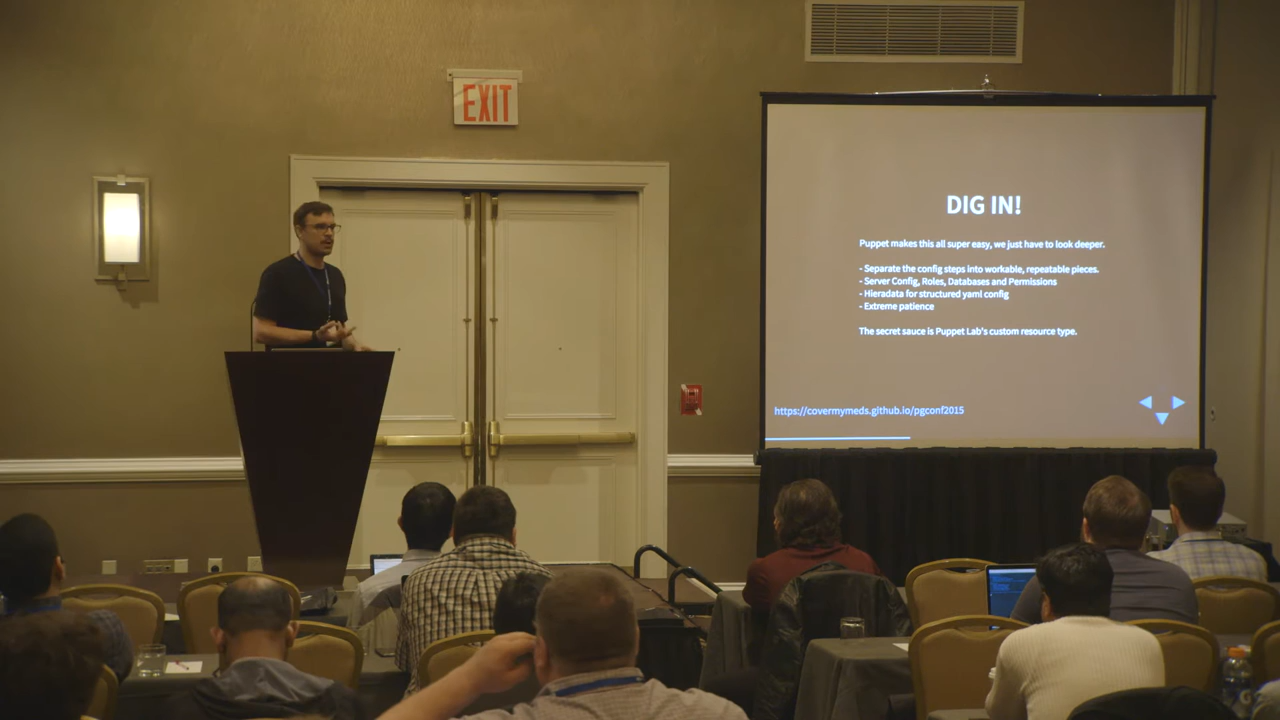 EXIT
DIG IN!
Puppet makes this all super easy, we just have to look deeper.
- Separate the config steps into workable, repeatable pieces.
- Server Config, Roles, Databases and Permissions
- Hieradata for structured yaml config
- Extreme patience
The secret sauce is Puppet Lab's custom resource type.
https://covermymeds.github.io/pgconf2015